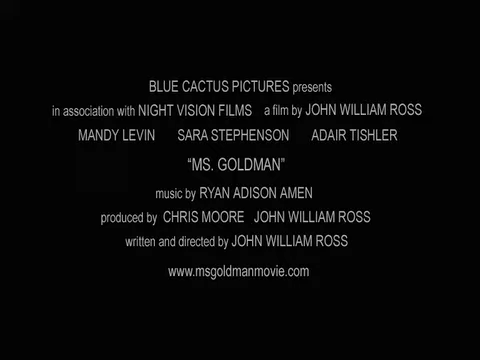 BLUE CACTUS PICTURES presents
in association with NIGHT VISION FILMS a film by JOHN WILLIAM ROSS
MANDY LEVIN SARA STEPHENSON ADAIR TISHLER
“MS. GOLDMAN”
music by RYAN ADISON AMEN
produced by CHRIS MOORE JOHN WILLIAM ROSS
written and directed by JOHN WILLIAM ROSS
www.msgoldmanmovie.com